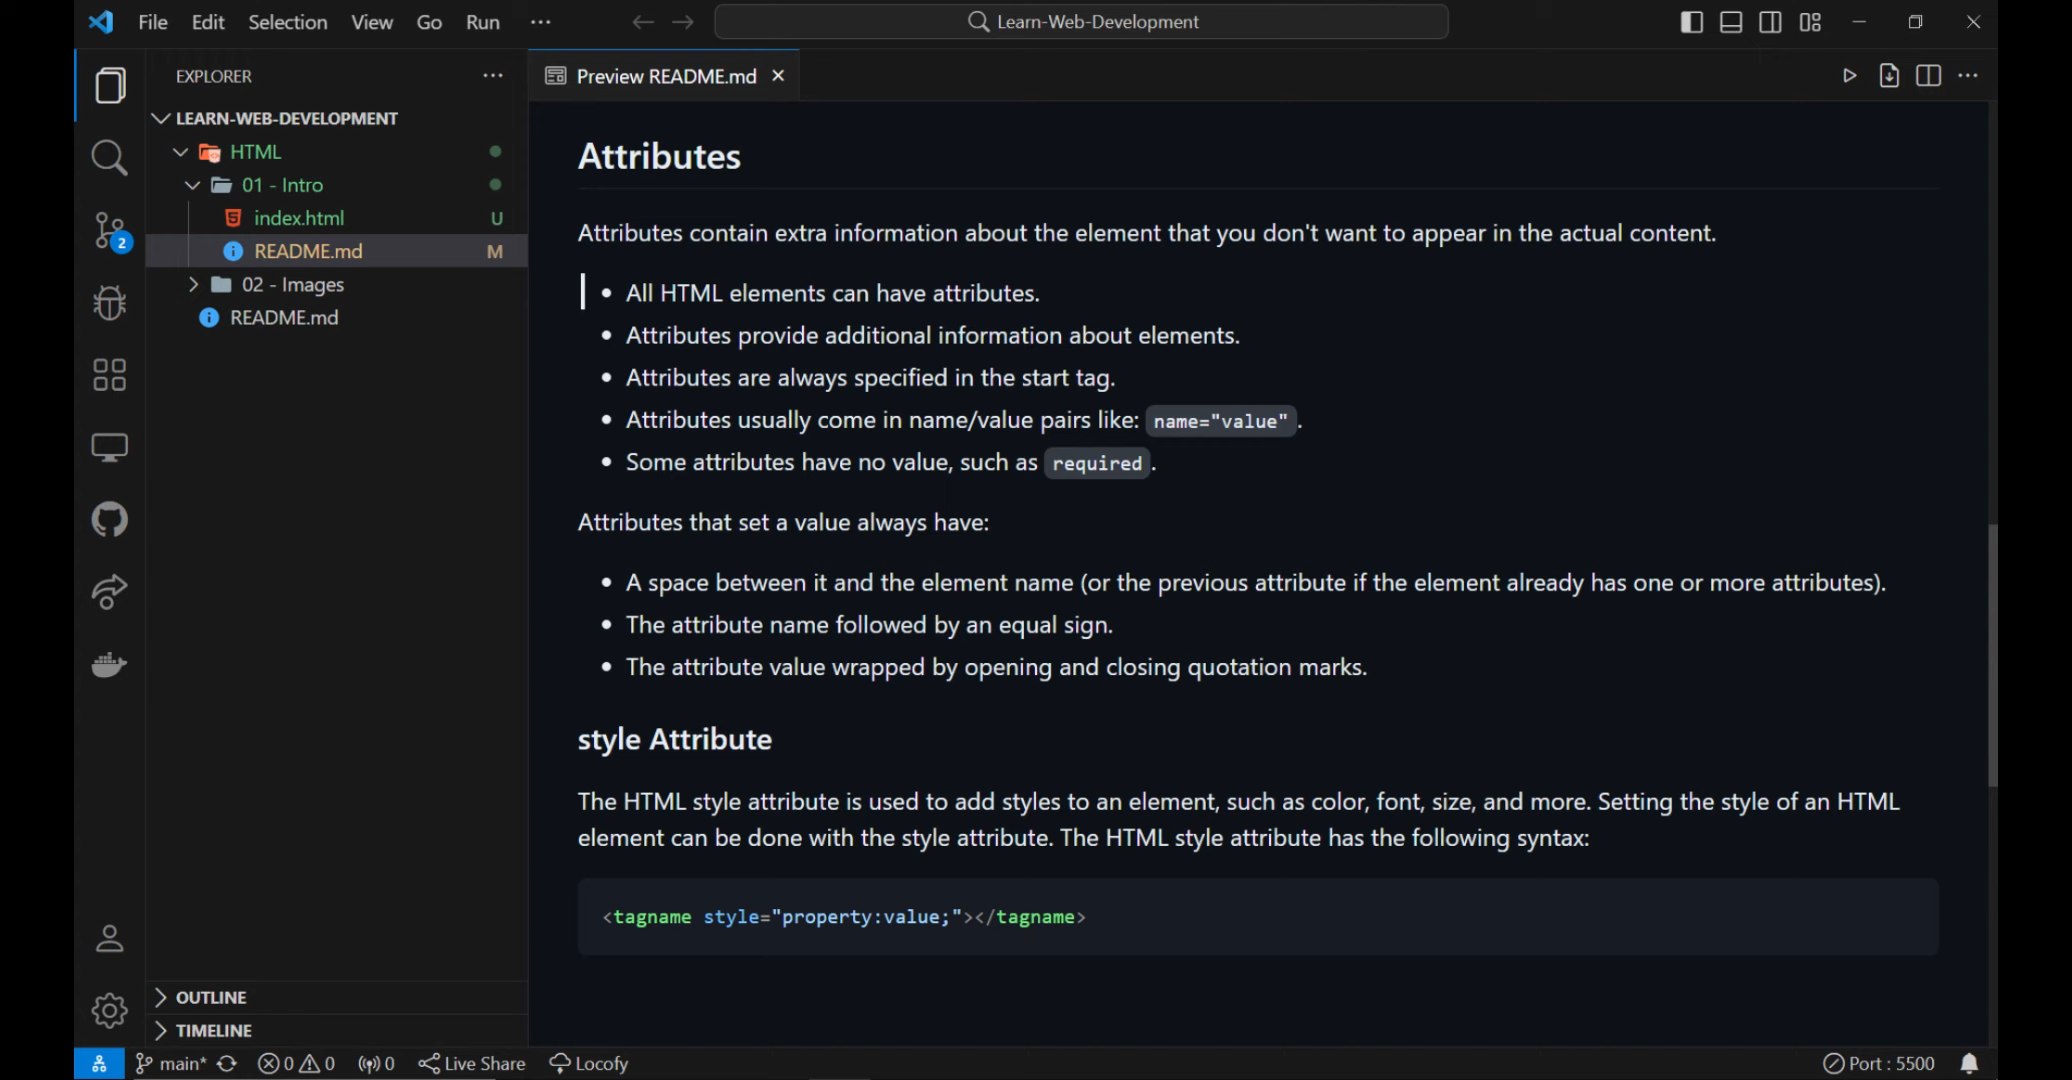 File Edit Selection View Go Run ··· Learn-Web-Development
EXPLORER ···
Preview README.md
LEARN-WEB-DEVELOPMENT
HTML
01 - Intro
index.html U
README.md M
02 - Images
README.md
OUTLINE
TIMELINE
Attributes
Attributes contain extra information about the element that you don't want to appear in the actual content.
• All HTML elements can have attributes.
• Attributes provide additional information about elements.
• Attributes are always specified in the start tag.
• Attributes usually come in name/value pairs like: name="value".
• Some attributes have no value, such as required.
Attributes that set a value always have:
• A space between it and the element name (or the previous attribute if the element already has one or more attributes).
• The attribute name followed by an equal sign.
• The attribute value wrapped by opening and closing quotation marks.
style Attribute
The HTML style attribute is used to add styles to an element, such as color, font, size, and more. Setting the style of an HTML
element can be done with the style attribute. The HTML style attribute has the following syntax:
<tagname style="property:value;"></tagname>
2
main* 0 0 0 Live Share Locofy Port : 5500